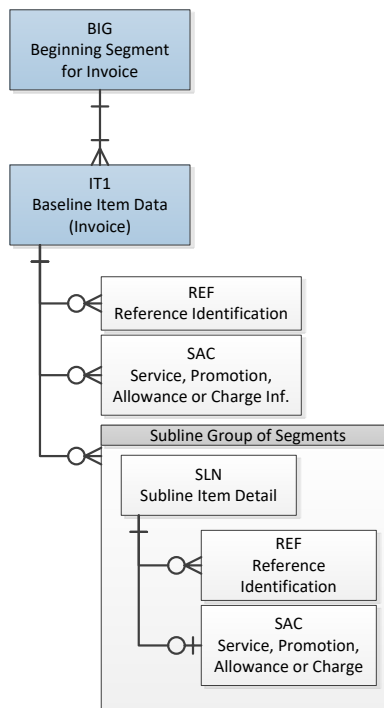 BIG
Beginning Segment
for Invoice
IT1
Baseline Item Data
(Invoice)
REF
Reference Identification
SAC
Service, Promotion,
Allowance or Charge Inf.
Subline Group of Segments
SLN
Subline Item Detail
REF
Reference
Identification
SAC
Service, Promotion,
Allowance or Charge